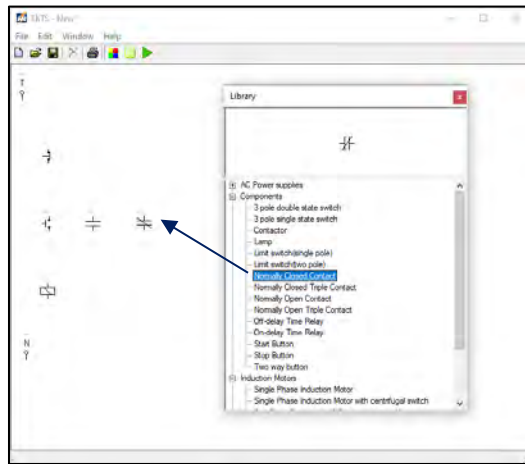 EKTS - New
File Edit Window Help
T
Library
AC Power supplies
Components
3 pole double state switch
3 pole single state switch
Contactor
Lamp
Limit switch(single pole)
Limit switch(two pole)
Normally Closed Contact
Normally Closed Triple Contact
Normally Open Contact
Normally Open Triple Contact
Off-delay Time Relay
On-delay Time Relay
Start Button
Stop Button
Two way button
Induction Motors
Single Phase Induction Motor
Single Phase Induction Motor with centrifugal switch
N